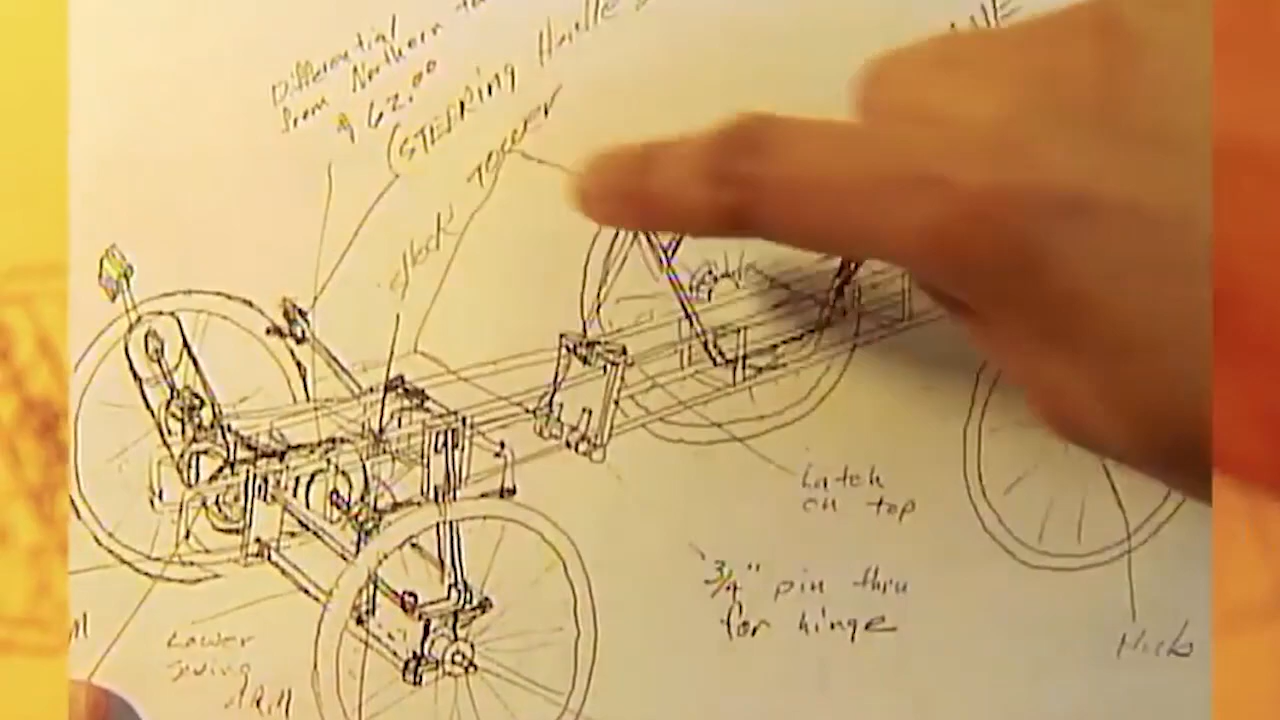 Differential
from Northern
$62.00
(STEERING Handle
TOWER
shock
Latch
on top
3/4" pin thru
for hinge
Lower
swing
ARM